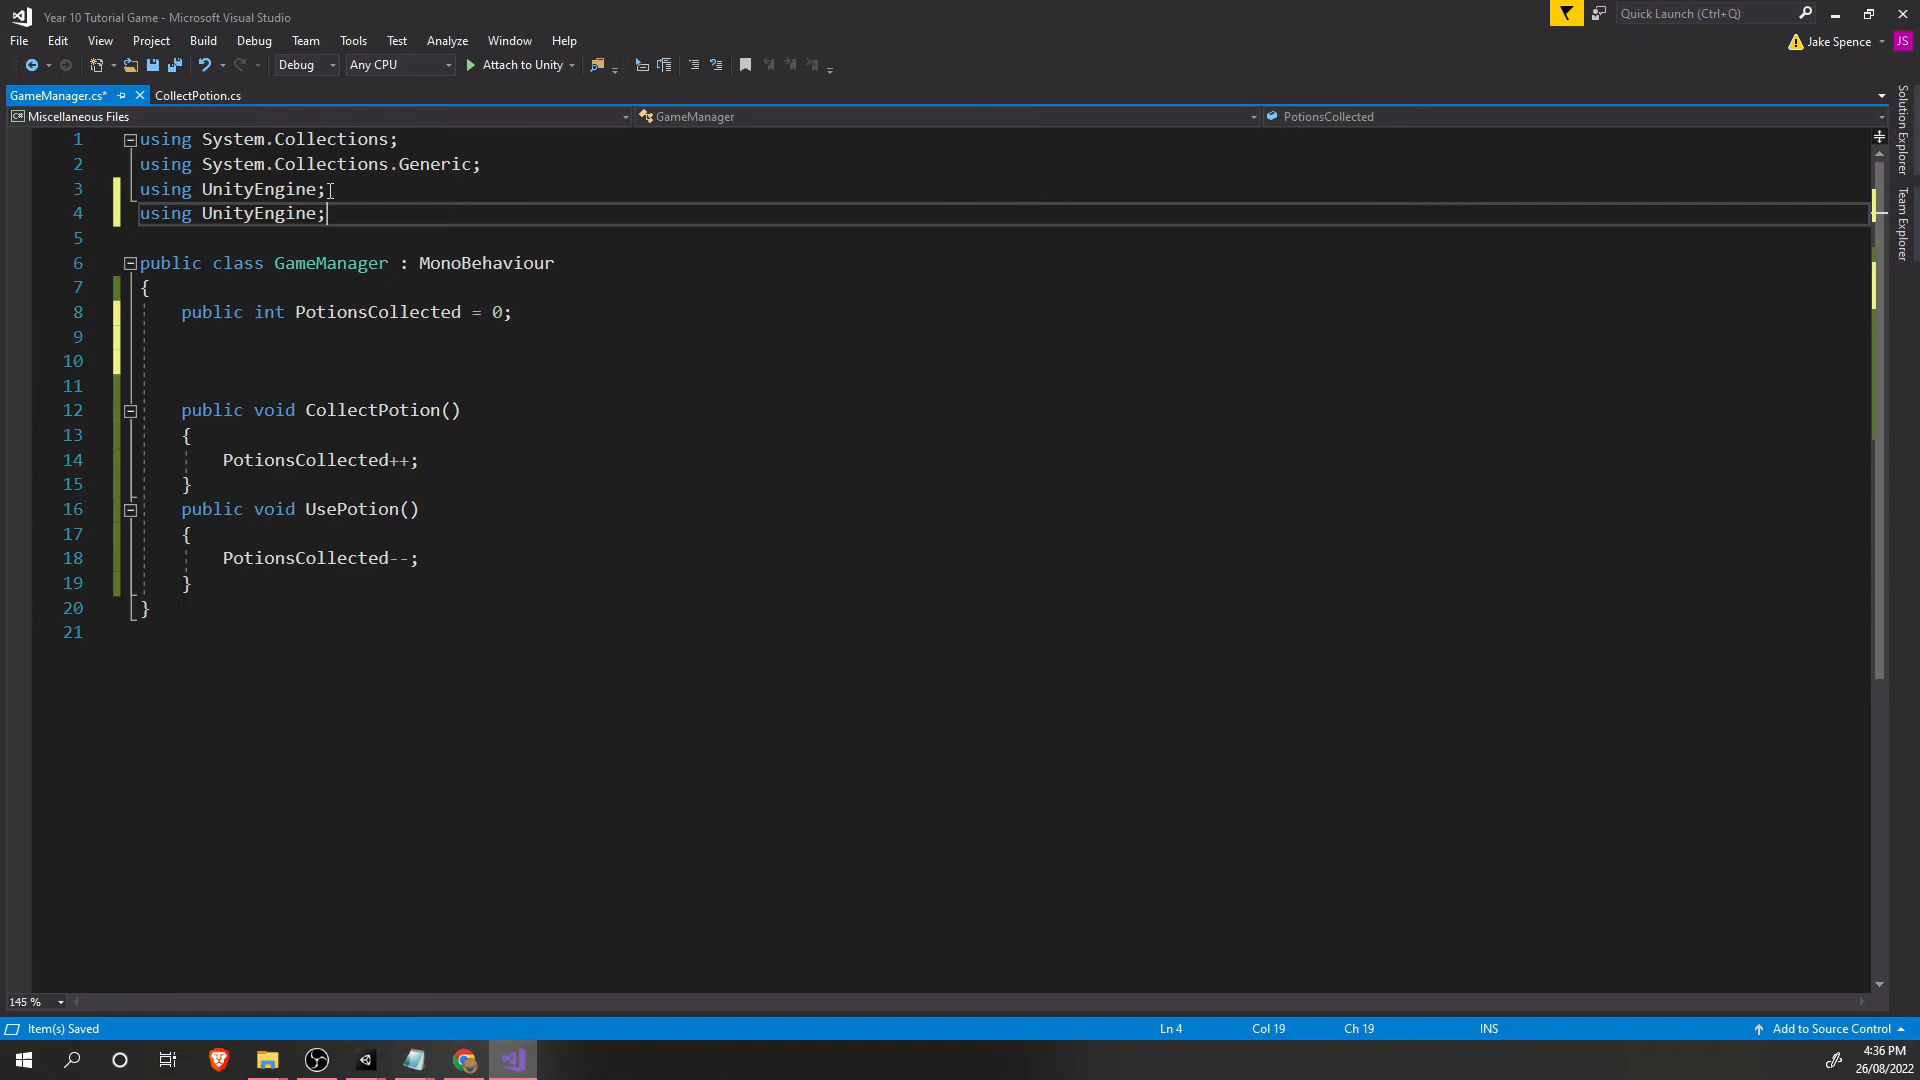 Year 10 Tutorial Game - Microsoft Visual Studio
Quick Launch (Ctrl+Q)
File Edit View Project Build Debug Team Tools Test Analyze Window Help
Jake Spence JS
Debug Any CPU Attach to Unity
GameManager.cs* CollectPotion.cs
Miscellaneous Files GameManager PotionsCollected
1 using System.Collections;
2 using System.Collections.Generic;
3 using UnityEngine;
4 using UnityEngine;
5
6 public class GameManager : MonoBehaviour
7 {
8 public int PotionsCollected = 0;
9
10
11
12 public void CollectPotion()
13 {
14 PotionsCollected++;
15 }
16 public void UsePotion()
17 {
18 PotionsCollected--;
19 }
20 }
21
Solution Explorer
Team Explorer
145 %
Item(s) Saved Ln 4 Col 19 Ch 19 INS Add to Source Control
4:36 PM
26/08/2022